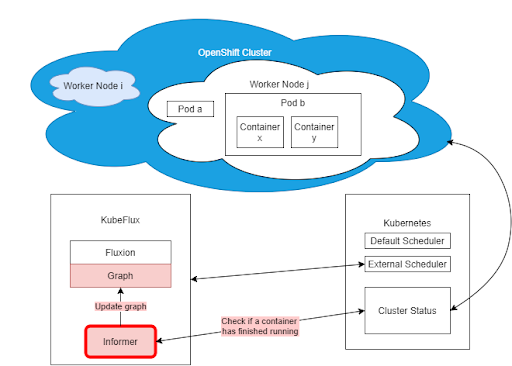 OpenShift Cluster
Worker Node i
Worker Node j
Pod a
Pod b
Container
x
Container
y
KubeFlux
Fluxion
Graph
Update graph
Informer
Check if a container
has finished running
Kubernetes
Default Scheduler
External Scheduler
Cluster Status